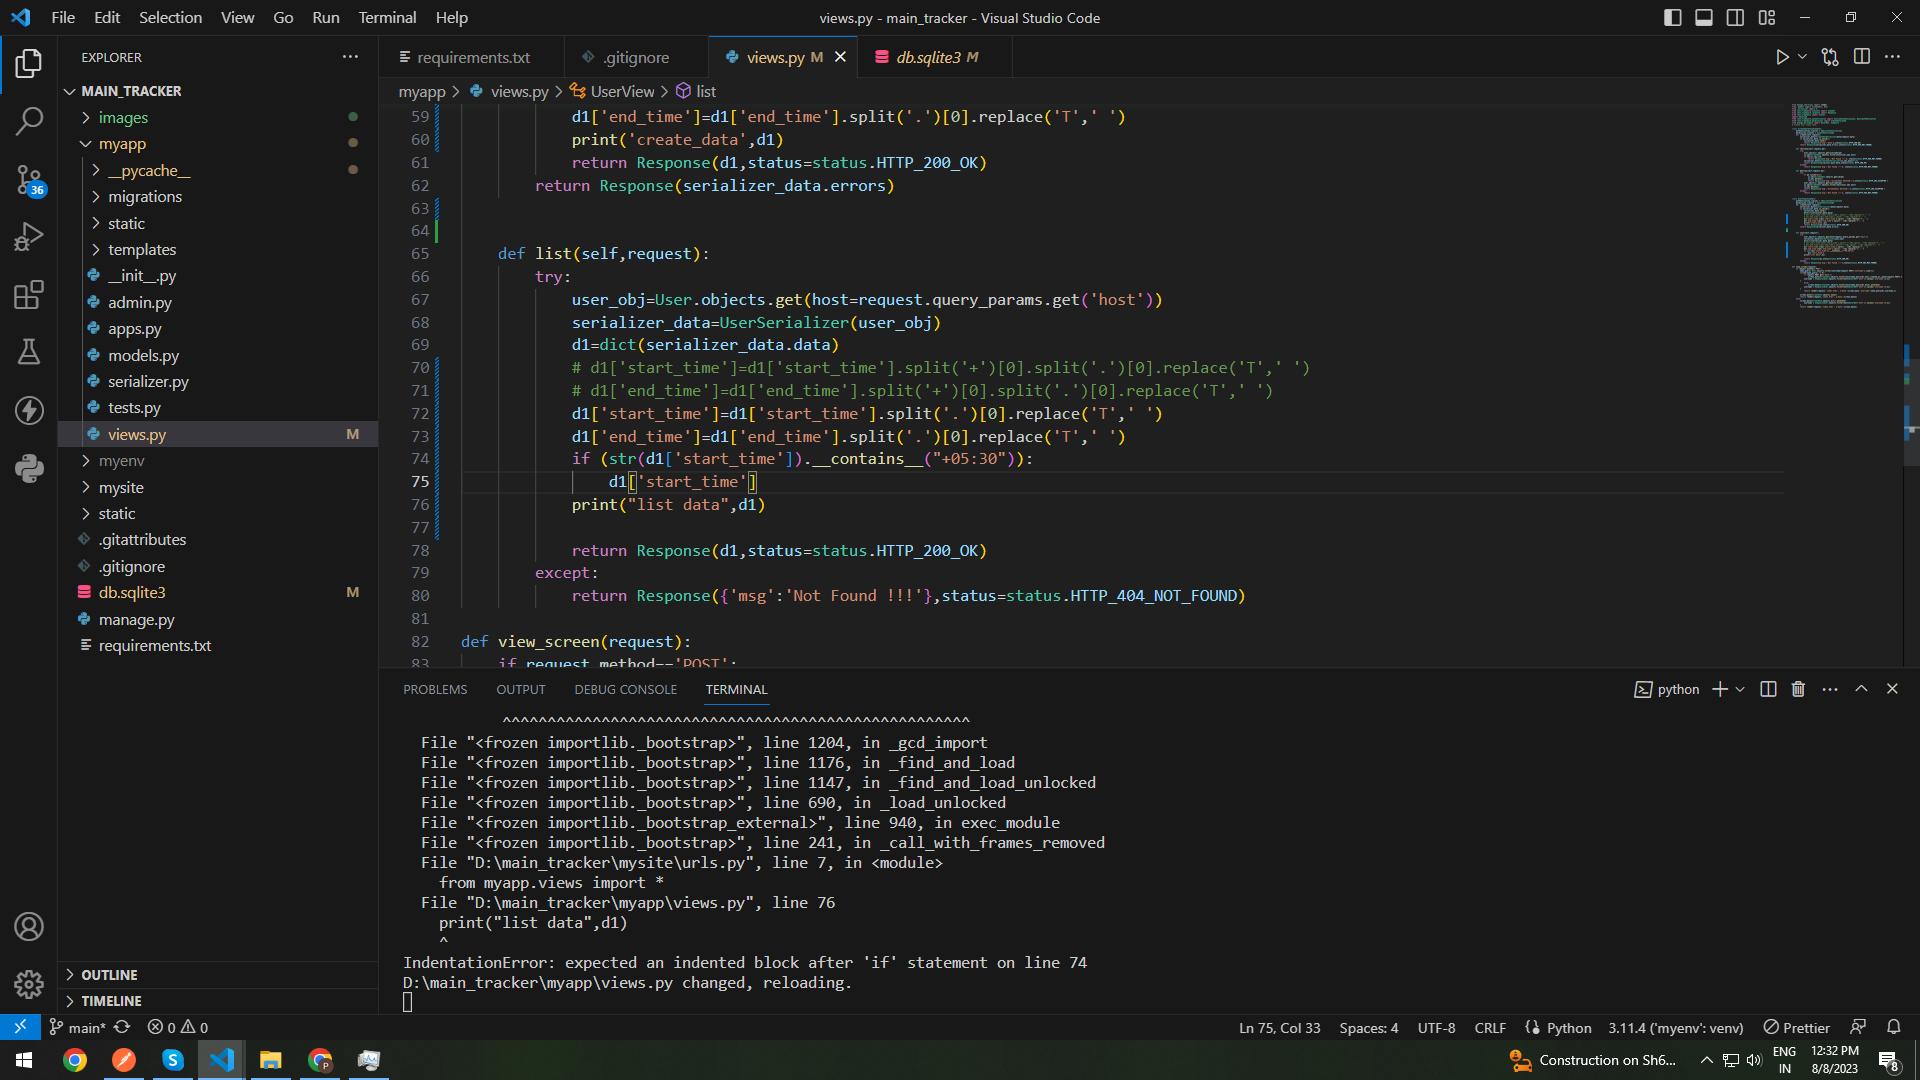 File Edit Selection View Go Run Terminal Help
views.py - main_tracker - Visual Studio Code
EXPLORER
MAIN_TRACKER
images
myapp
__pycache__
migrations
static
templates
__init__.py
admin.py
apps.py
models.py
serializer.py
tests.py
views.py M
myenv
mysite
static
.gitattributes
.gitignore
db.sqlite3 M
manage.py
requirements.txt
OUTLINE
TIMELINE
36
requirements.txt .gitignore views.py M db.sqlite3 M
myapp > views.py > UserView > list
59 d1['end_time']=d1['end_time'].split('.')[0].replace('T',' ')
60 print('create_data',d1)
61 return Response(d1,status=status.HTTP_200_OK)
62 return Response(serializer_data.errors)
63
64
65 def list(self,request):
66 try:
67 user_obj=User.objects.get(host=request.query_params.get('host'))
68 serializer_data=UserSerializer(user_obj)
69 d1=dict(serializer_data.data)
70 # d1['start_time']=d1['start_time'].split('+')[0].split('.')[0].replace('T',' ')
71 # d1['end_time']=d1['end_time'].split('+')[0].split('.')[0].replace('T',' ')
72 d1['start_time']=d1['start_time'].split('.')[0].replace('T',' ')
73 d1['end_time']=d1['end_time'].split('.')[0].replace('T',' ')
74 if (str(d1['start_time']).__contains__("+05:30")):
75 d1['start_time']
76 print("list data",d1)
77
78 return Response(d1,status=status.HTTP_200_OK)
79 except:
80 return Response({'msg':'Not Found !!!'},status=status.HTTP_404_NOT_FOUND)
81
82 def view_screen(request):
83 if request.method=='POST':
PROBLEMS OUTPUT DEBUG CONSOLE TERMINAL
python
^^^^^^^^^^^^^^^^^^^^^^^^^^^^^^^^^^^^^^^^^^^^^^^^^^^^
File "<frozen importlib._bootstrap>", line 1204, in _gcd_import
File "<frozen importlib._bootstrap>", line 1176, in _find_and_load
File "<frozen importlib._bootstrap>", line 1147, in _find_and_load_unlocked
File "<frozen importlib._bootstrap>", line 690, in _load_unlocked
File "<frozen importlib._bootstrap_external>", line 940, in exec_module
File "<frozen importlib._bootstrap>", line 241, in _call_with_frames_removed
File "D:\main_tracker\mysite\urls.py", line 7, in <module>
from myapp.views import *
File "D:\main_tracker\myapp\views.py", line 76
print("list data",d1)
^
IndentationError: expected an indented block after 'if' statement on line 74
D:\main_tracker\myapp\views.py changed, reloading.
main* 0 0
Ln 75, Col 33 Spaces: 4 UTF-8 CRLF Python 3.11.4 ('myenv': venv) Prettier
Construction on Sh6...
ENG
IN
12:32 PM
8/8/2023
8